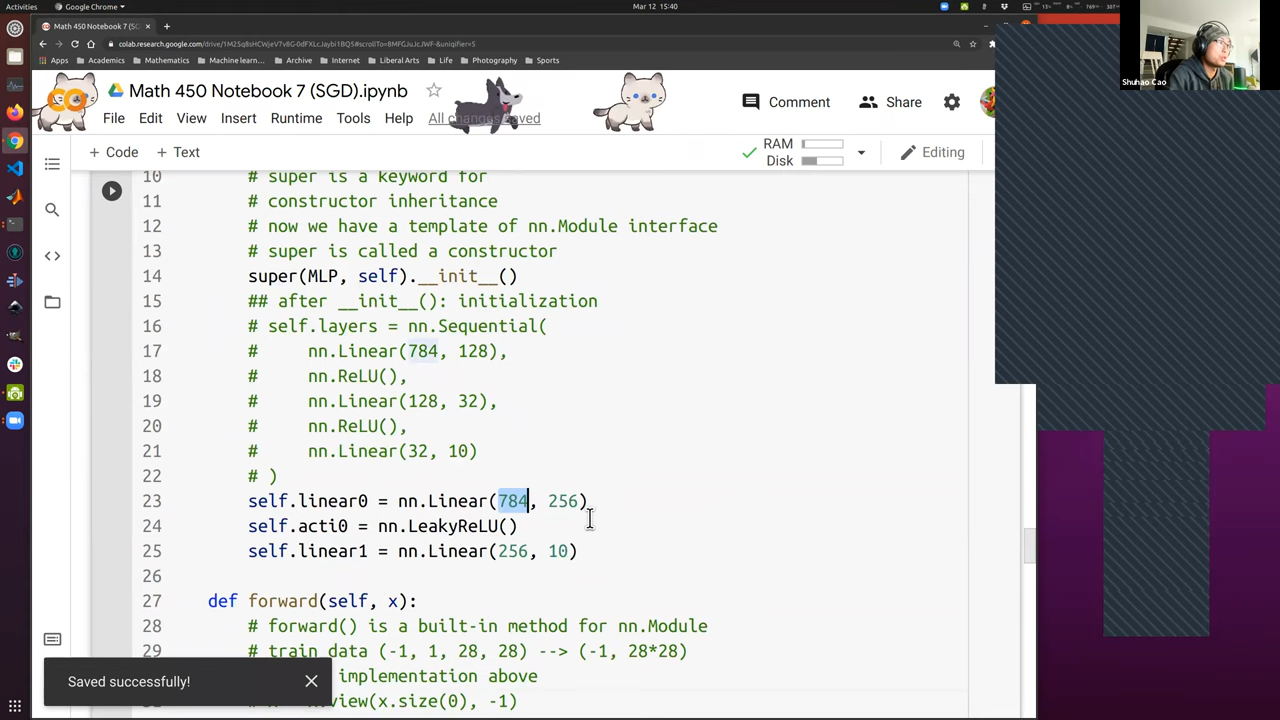 Activities
Google Chrome
Mar 12 15:40
Math 450 Notebook 7 (SG
colab.research.google.com
Apps
Academics
Mathematics
Machine learn...
Archive
Internet
Liberal Arts
Life
Photography
Sports
Shuhao Cao
Math 450 Notebook 7 (SGD).ipynb
Comment
Share
File Edit View Insert Runtime Tools Help All changes saved
+ Code + Text
RAM
Disk
Editing
10 # super is a keyword for
11 # constructor inheritance
12 # now we have a template of nn.Module interface
13 # super is called a constructor
14 super(MLP, self).__init__()
15 ## after __init__(): initialization
16 # self.layers = nn.Sequential(
17 # nn.Linear(784, 128),
18 # nn.ReLU(),
19 # nn.Linear(128, 32),
20 # nn.ReLU(),
21 # nn.Linear(32, 10)
22 # )
23 self.linear0 = nn.Linear(784, 256)
24 self.acti0 = nn.LeakyReLU()
25 self.linear1 = nn.Linear(256, 10)
26
27 def forward(self, x):
28 # forward() is a built-in method for nn.Module
29 # train data (-1, 1, 28, 28) --> (-1, 28*28)
implementation above
view(x.size(0), -1)
Saved successfully!